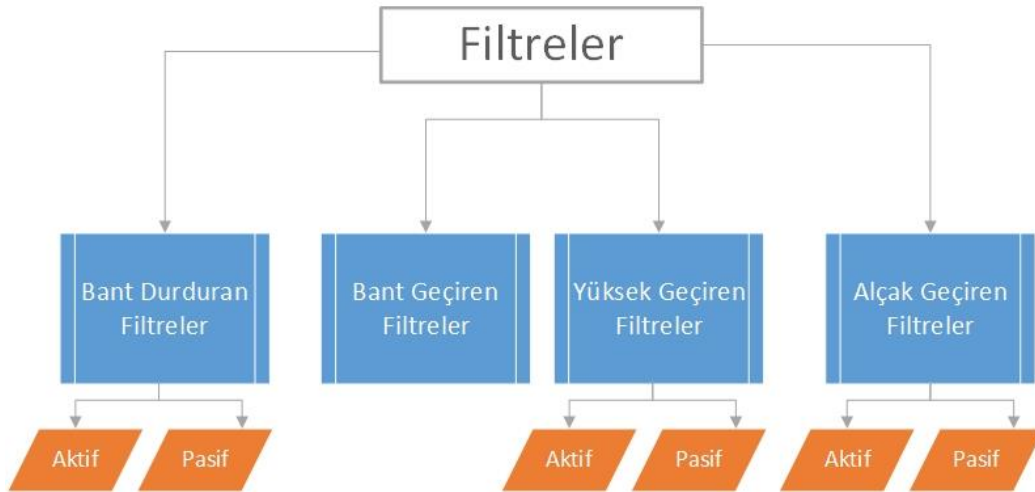 Filtreler
Bant Durduran
Filtreler
Bant Geçiren
Filtreler
Yüksek Geçiren
Filtreler
Alçak Geçiren
Filtreler
Aktif
Pasif
Aktif
Pasif
Aktif
Pasif